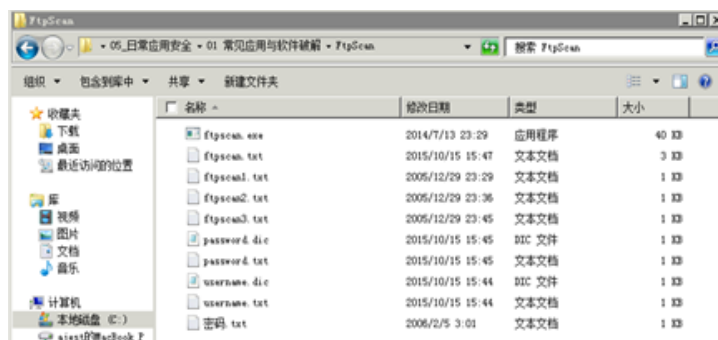 FtpScan
05_日常应用安全 01 常见应用与软件破解 FtpScan 搜索 FtpScan
组织 包含到库中 共享 新建文件夹
收藏夹
下载
桌面
最近访问的位置
库
视频
图片
文档
音乐
计算机
本地磁盘 (C:)
名称 修改日期 类型 大小
ftpscan.exe 2014/7/13 23:29 应用程序 40 KB
ftpscan.txt 2015/10/15 15:47 文本文档 3 KB
ftpscan1.txt 2005/12/29 23:29 文本文档 1 KB
ftpscan2.txt 2005/12/29 23:36 文本文档 1 KB
ftpscan3.txt 2005/12/29 23:45 文本文档 1 KB
password.dic 2015/10/15 15:45 DIC 文件 1 KB
password.txt 2015/10/15 15:45 文本文档 1 KB
username.dic 2015/10/15 15:44 DIC 文件 1 KB
username.txt 2015/10/15 15:44 文本文档 1 KB
密码.txt 2006/2/5 3:01 文本文档 1 KB